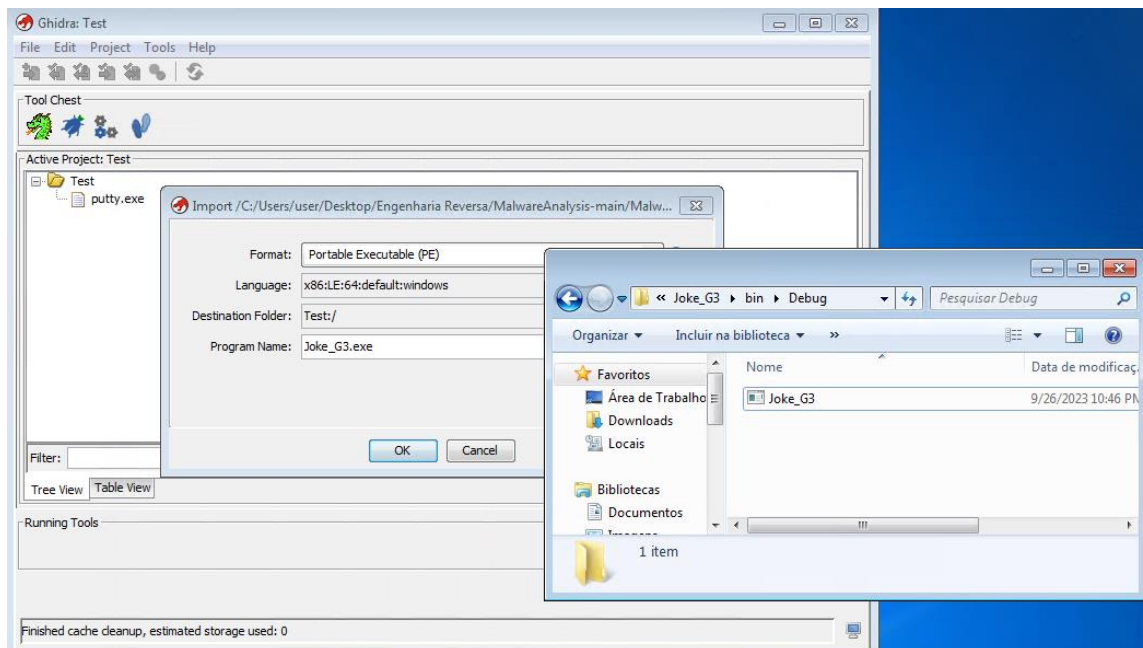 Ghidra: Test
File Edit Project Tools Help
Tool Chest
Active Project: Test
Test
putty.exe
Import /C:/Users/user/Desktop/Engenharia Reversa/MalwareAnalysis-main/Malw...
Format: Portable Executable (PE)
Language: x86:LE:64:default:windows
Destination Folder: Test:/
Program Name: Joke_G3.exe
OK Cancel
Filter:
Tree View Table View
Running Tools
Finished cache cleanup, estimated storage used: 0
« Joke_G3 ▸ bin ▸ Debug
Pesquisar Debug
Organizar Incluir na biblioteca »
Nome Data de modificaç
Favoritos
Área de Trabalho
Downloads
Locais
Bibliotecas
Documentos
Joke_G3 9/26/2023 10:46 PM
1 item